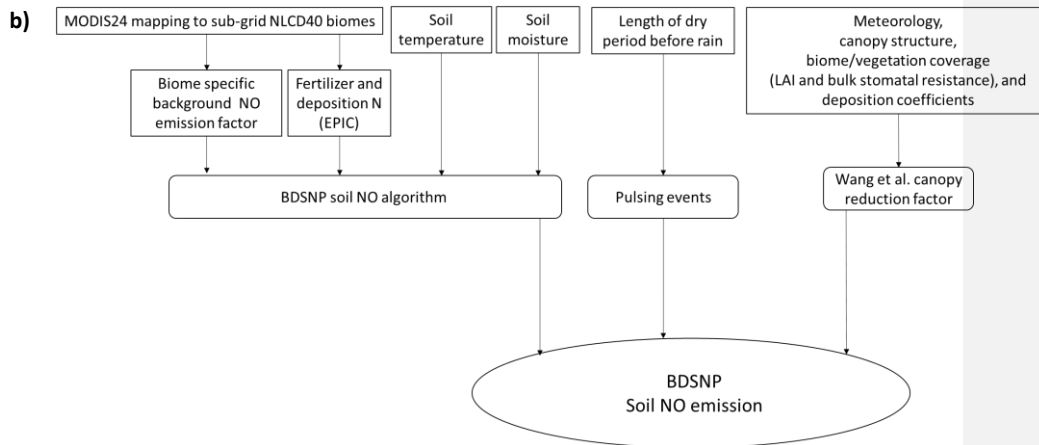 b)
MODIS24 mapping to sub-grid NLCD40 biomes
Soil
temperature
Soil
moisture
Length of dry
period before rain
Meteorology,
canopy structure,
biome/vegetation coverage
(LAI and bulk stomatal resistance), and
deposition coefficients
Biome specific
background NO
emission factor
Fertilizer and
deposition N
(EPIC)
BDSNP soil NO algorithm
Pulsing events
Wang et al. canopy
reduction factor
BDSNP
Soil NO emission